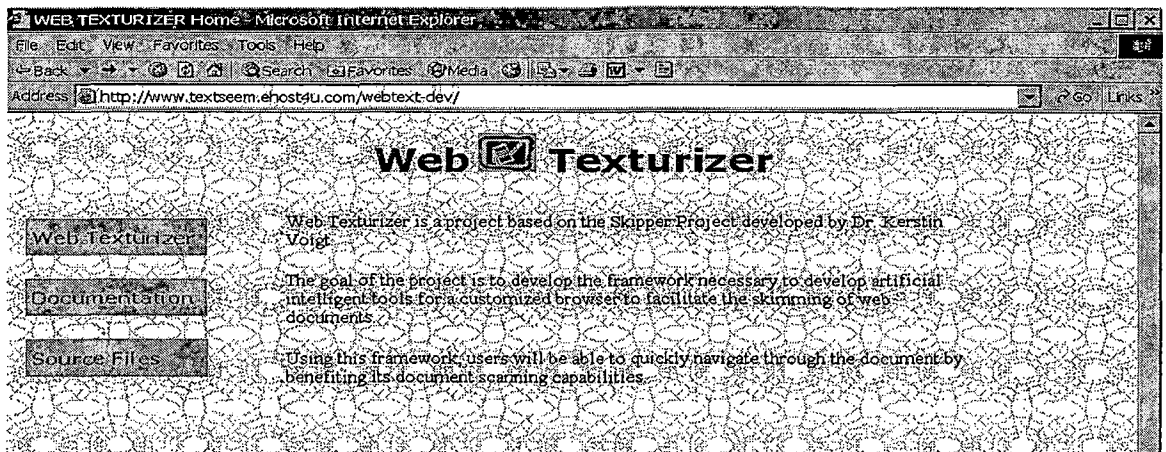 WEB TEXTURIZER Home - Microsoft Internet Explorer
File Edit View Favorites Tools Help
Back Search Favorites Media
Address http://www.textseem.ehost4u.com/webtext-dev/ Go Links »
Web Texturizer
Web Texturizer
Documentation
Source Files
Web Texturizer is a project based on the Skipper Project developed by Dr. Kerstin
Voigt
The goal of the project is to develop the framework necessary to develop artificial
intelligent tools for a customized browser to facilitate the skimming of web
documents.
Using this framework, users will be able to quickly navigate through the document by
benefiting its document scanning capabilities.